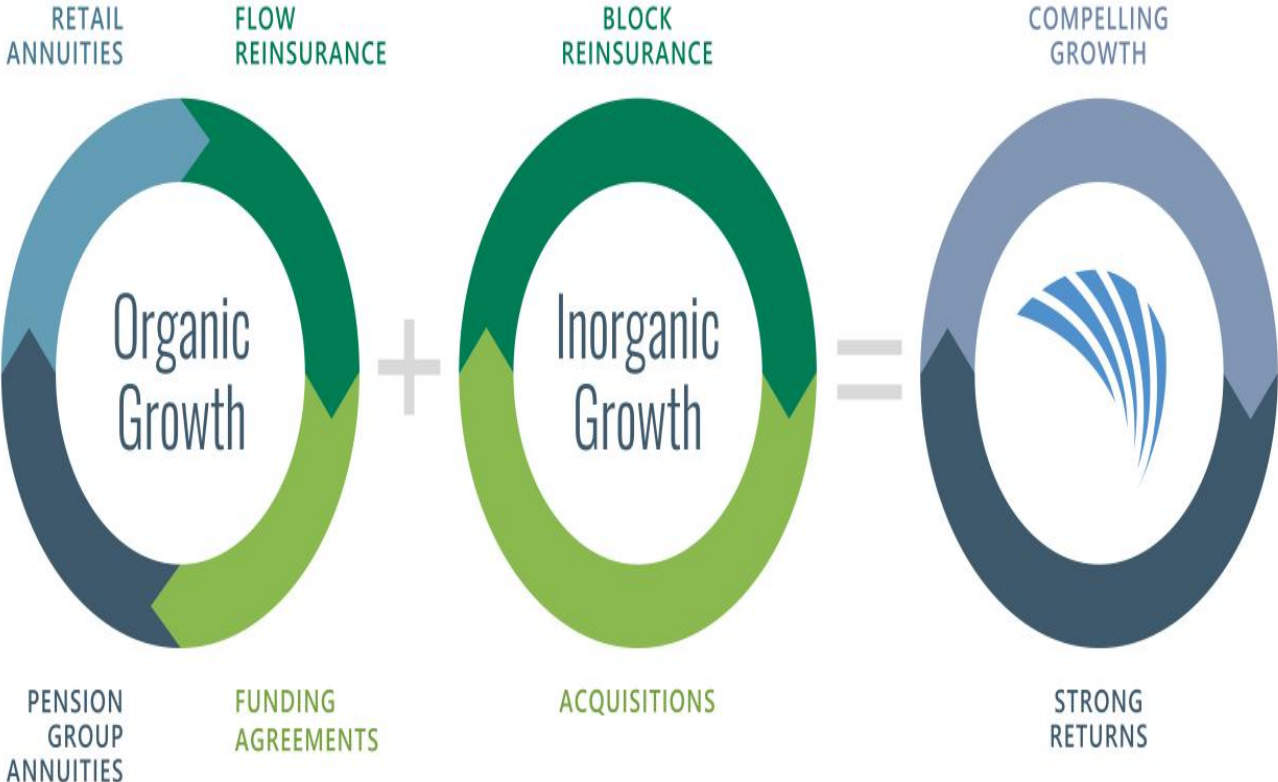 RETAIL
ANNUITIES
FLOW
REINSURANCE
BLOCK
REINSURANCE
COMPELLING
GROWTH
Organic
Growth
+
Inorganic
Growth
=
PENSION
GROUP
ANNUITIES
FUNDING
AGREEMENTS
ACQUISITIONS
STRONG
RETURNS